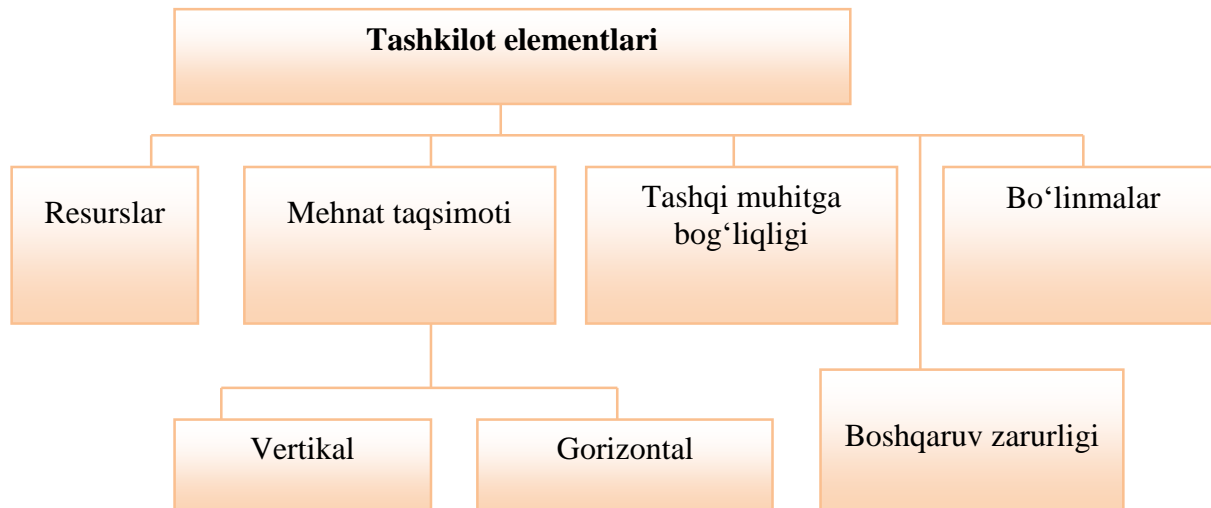 Tashkilot elementlari
Resurslar
Mehnat taqsimoti
Tashqi muhitga
bog‘liqligi
Bo‘linmalar
Vertikal
Gorizontal
Boshqaruv zarurligi